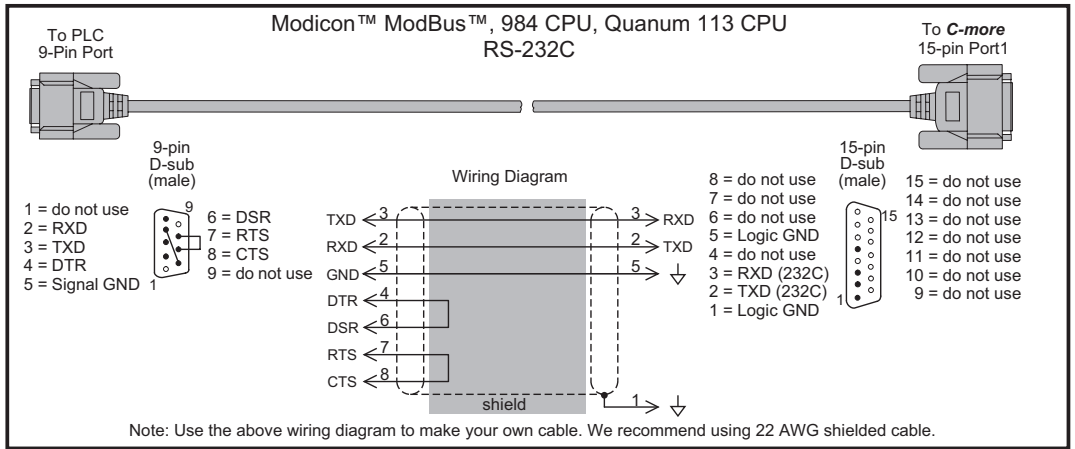 Modicon™ ModBus™, 984 CPU, Quanum 113 CPU
RS-232C
To PLC
9-Pin Port
To C-more
15-pin Port1
9-pin
D-sub
(male)
1 = do not use
2 = RXD
3 = TXD
4 = DTR
5 = Signal GND
9
1
6 = DSR
7 = RTS
8 = CTS
9 = do not use
Wiring Diagram
TXD 3 3 RXD
RXD 2 2 TXD
GND 5 5
DTR 4
DSR 6
RTS 7
CTS 8
shield 1
8 = do not use
7 = do not use
6 = do not use
5 = Logic GND
4 = do not use
3 = RXD (232C)
2 = TXD (232C)
1 = Logic GND
15-pin
D-sub
(male)
15
1
15 = do not use
14 = do not use
13 = do not use
12 = do not use
11 = do not use
10 = do not use
9 = do not use
Note: Use the above wiring diagram to make your own cable. We recommend using 22 AWG shielded cable.